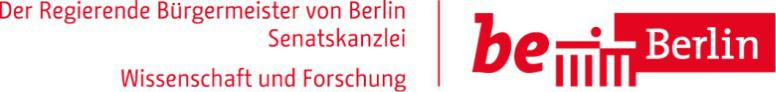 Der Regierende Bürgermeister von Berlin
Senatskanzlei
Wissenschaft und Forschung
be Berlin